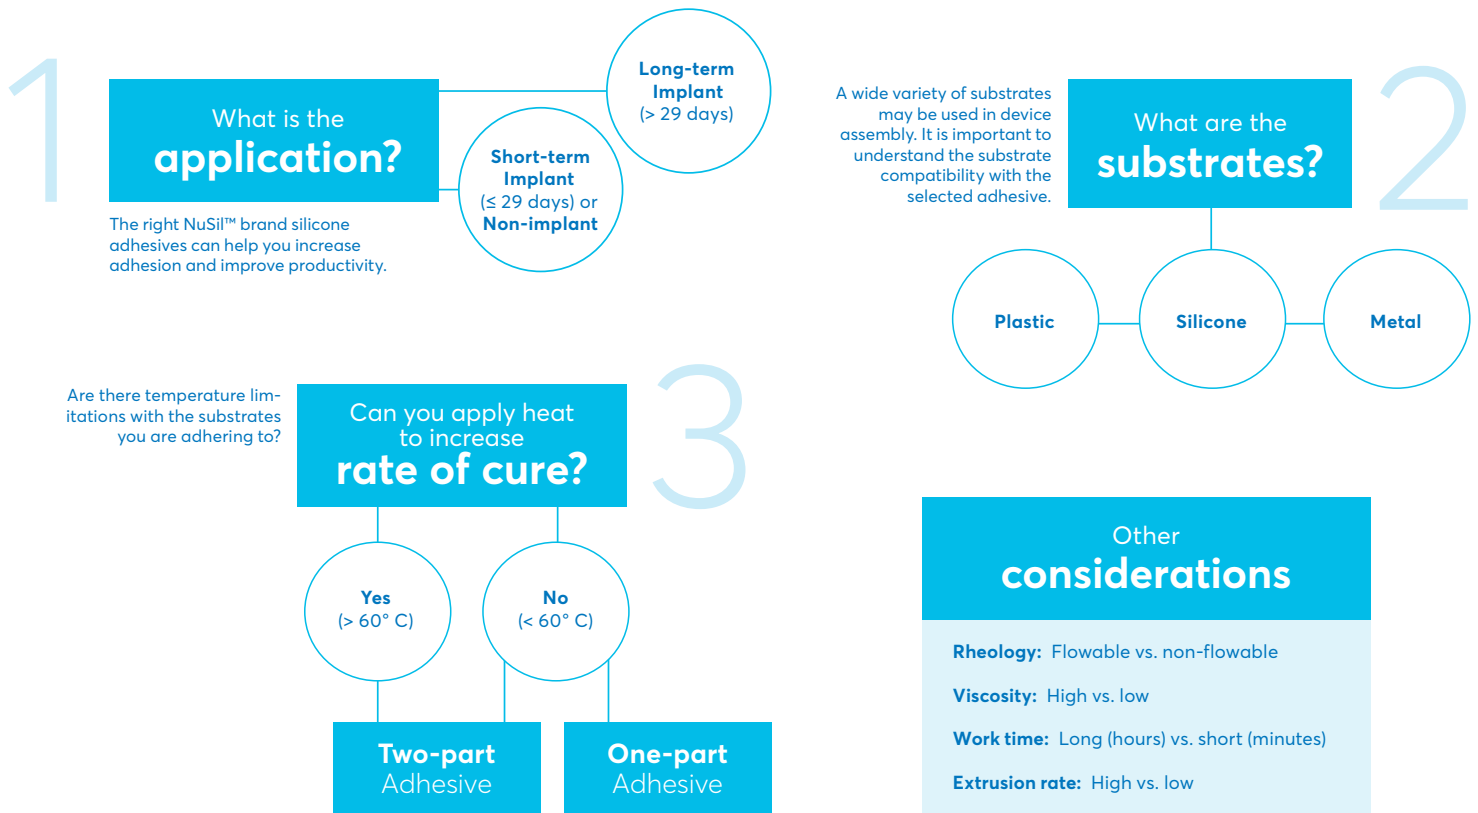 1
What is the
application?
The right NuSil™ brand silicone
adhesives can help you increase
adhesion and improve productivity.
Long-term
Implant
(> 29 days)
Short-term
Implant
(≤ 29 days) or
Non-implant
2
A wide variety of substrates
may be used in device
assembly. It is important to
understand the substrate
compatibility with the
selected adhesive.
What are the
substrates?
Plastic
Silicone
Metal
3
Are there temperature lim-
itations with the substrates
you are adhering to?
Can you apply heat
to increase
rate of cure?
Yes
(> 60° C)
No
(< 60° C)
Two-part
Adhesive
One-part
Adhesive
Other
considerations
Rheology: Flowable vs. non-flowable
Viscosity: High vs. low
Work time: Long (hours) vs. short (minutes)
Extrusion rate: High vs. low